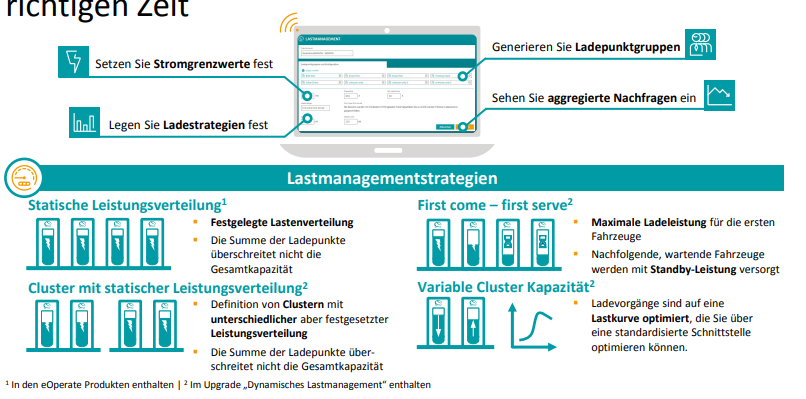 richtigen Zeit
LASTMANAGEMENT
Setzen Sie Stromgrenzwerte fest
Generieren Sie Ladepunktgruppen
Legen Sie Ladestrategien fest
Sehen Sie aggregierte Nachfragen ein
Lastmanagementstrategien
Statische Leistungsverteilung¹
▪ Festgelegte Lastenverteilung
▪ Die Summe der Ladepunkte
überschreitet nicht die
Gesamtkapazität
First come – first serve²
▪ Maximale Ladeleistung für die ersten
Fahrzeuge
▪ Nachfolgende, wartende Fahrzeuge
werden mit Standby-Leistung versorgt
Cluster mit statischer Leistungsverteilung²
▪ Definition von Clustern mit
unterschiedlicher aber festgesetzter
Leistungsverteilung
▪ Die Summe der Ladepunkte über-
schreitet nicht die Gesamtkapazität
Variable Cluster Kapazität²
▪ Ladevorgänge sind auf eine
Lastkurve optimiert, die Sie über
eine standardisierte Schnittstelle
optimieren können.
¹ In den eOperate Produkten enthalten | ² Im Upgrade „Dynamisches Lastmanagement“ enthalten